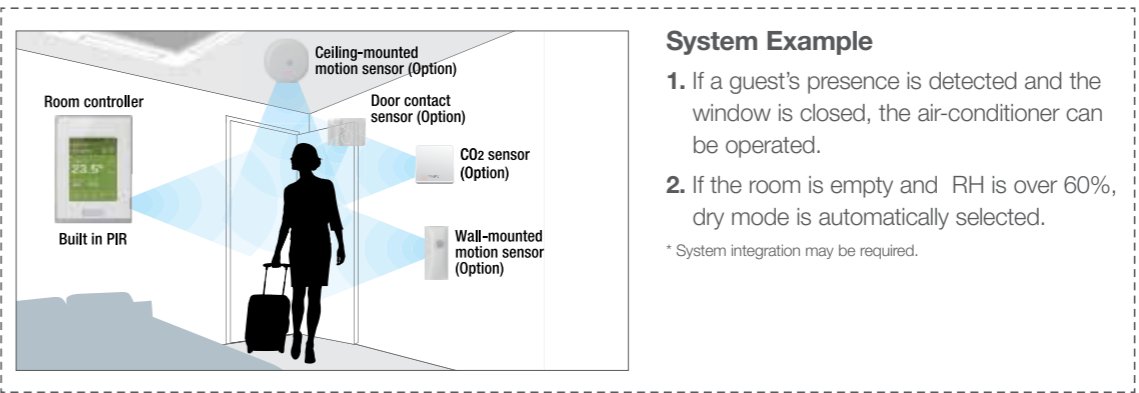 Ceiling-mounted
motion sensor (Option)
Room controller
Door contact
sensor (Option)
23.5°
CO2 sensor
(Option)
Built in PIR
Wall-mounted
motion sensor
(Option)
System Example
1. If a guest’s presence is detected and the
window is closed, the air-conditioner can
be operated.
2. If the room is empty and RH is over 60%,
dry mode is automatically selected.
* System integration may be required.